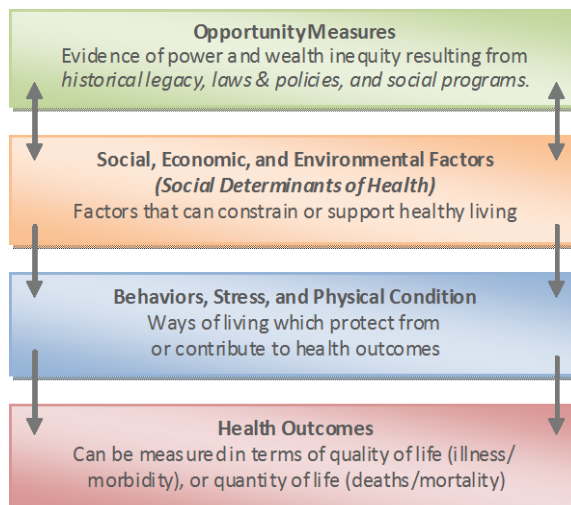 Opportunity Measures
Evidence of power and wealth inequity resulting from
historical legacy, laws & policies, and social programs.
Social, Economic, and Environmental Factors
(Social Determinants of Health)
Factors that can constrain or support healthy living
Behaviors, Stress, and Physical Condition
Ways of living which protect from
or contribute to health outcomes
Health Outcomes
Can be measured in terms of quality of life (illness/
morbidity), or quantity of life (deaths/mortality)